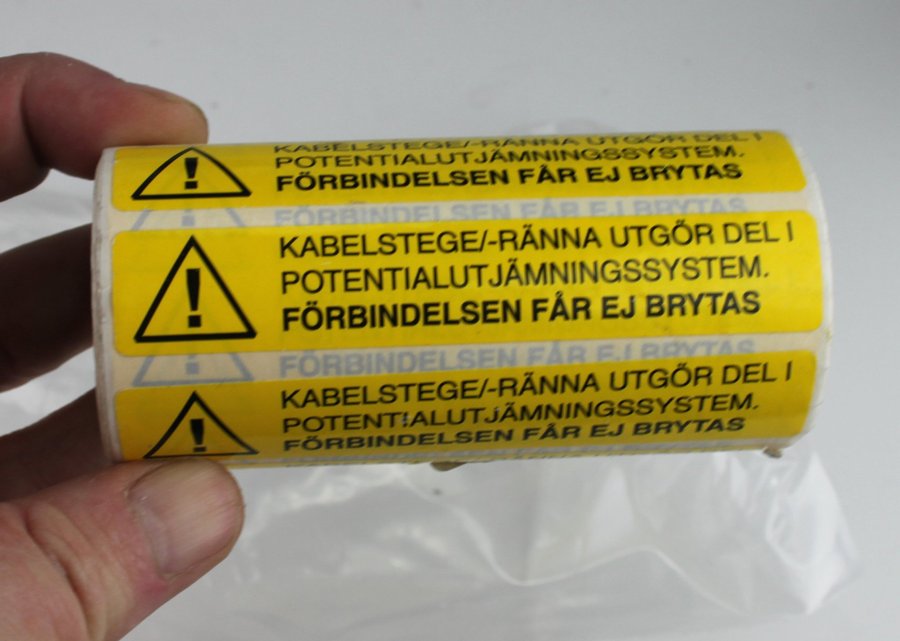 KABELSTEGE/-RÄNNA UTGÖR DEL I
POTENTIALUTJÄMNINGSSYSTEM.
FÖRBINDELSEN FÅR EJ BRYTAS
FÖRBINDELSEN FÅR EJ BRYTAS
KABELSTEGE/-RÄNNA UTGÖR DEL I
POTENTIALUTJÄMNINGSSYSTEM.
FÖRBINDELSEN FÅR EJ BRYTAS
FÖRBINDELSEN FÅR EJ BRYTAS
KABELSTEGE/-RÄNNA UTGÖR DEL I
POTENTIALUTJÄMNINGSSYSTEM.
FÖRBINDELSEN FÅR EJ BRYTAS